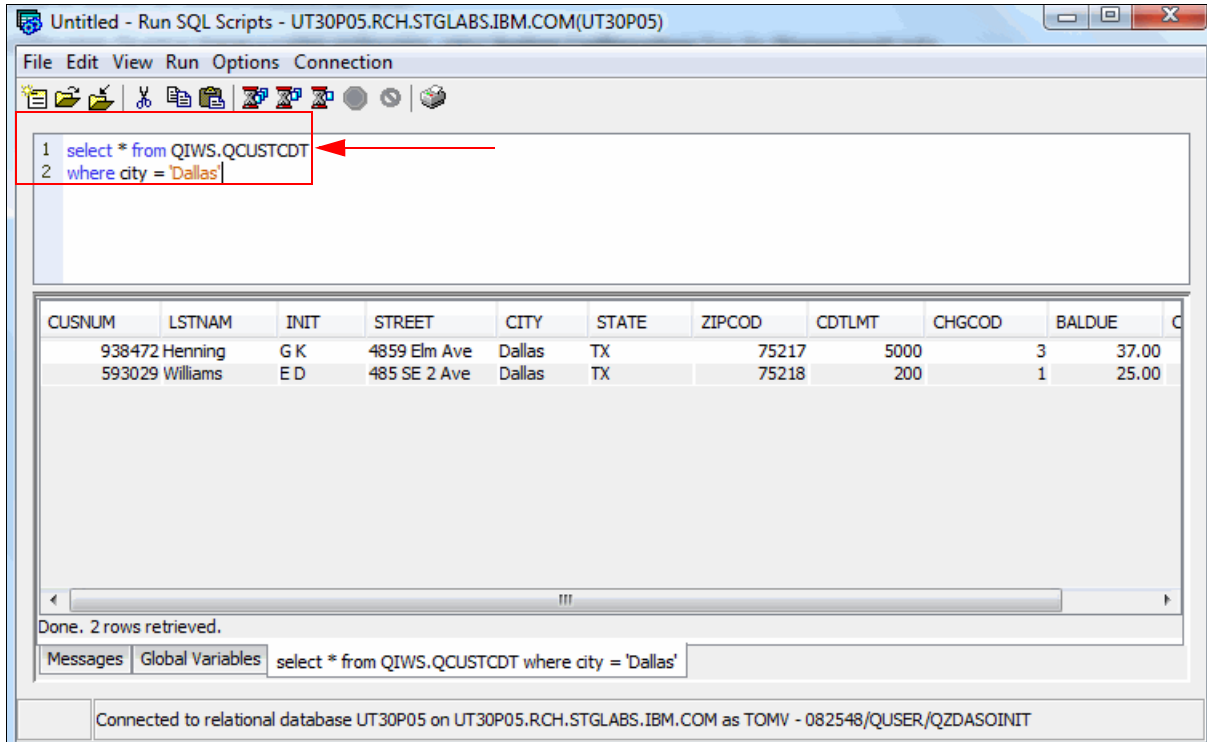 Untitled - Run SQL Scripts - UT30P05.RCH.STGLABS.IBM.COM(UT30P05)
File Edit View Run Options Connection
1 select * from QIWS.QCUSTCDT
2 where city = 'Dallas'
CUSNUM LSTNAM INIT STREET CITY STATE ZIPCOD CDTLMT CHGCOD BALDUE C
938472 Henning G K 4859 Elm Ave Dallas TX 75217 5000 3 37.00
593029 Williams E D 485 SE 2 Ave Dallas TX 75218 200 1 25.00
Done. 2 rows retrieved.
Messages Global Variables select * from QIWS.QCUSTCDT where city = 'Dallas'
Connected to relational database UT30P05 on UT30P05.RCH.STGLABS.IBM.COM as TOMV - 082548/QUSER/QZDASOINIT